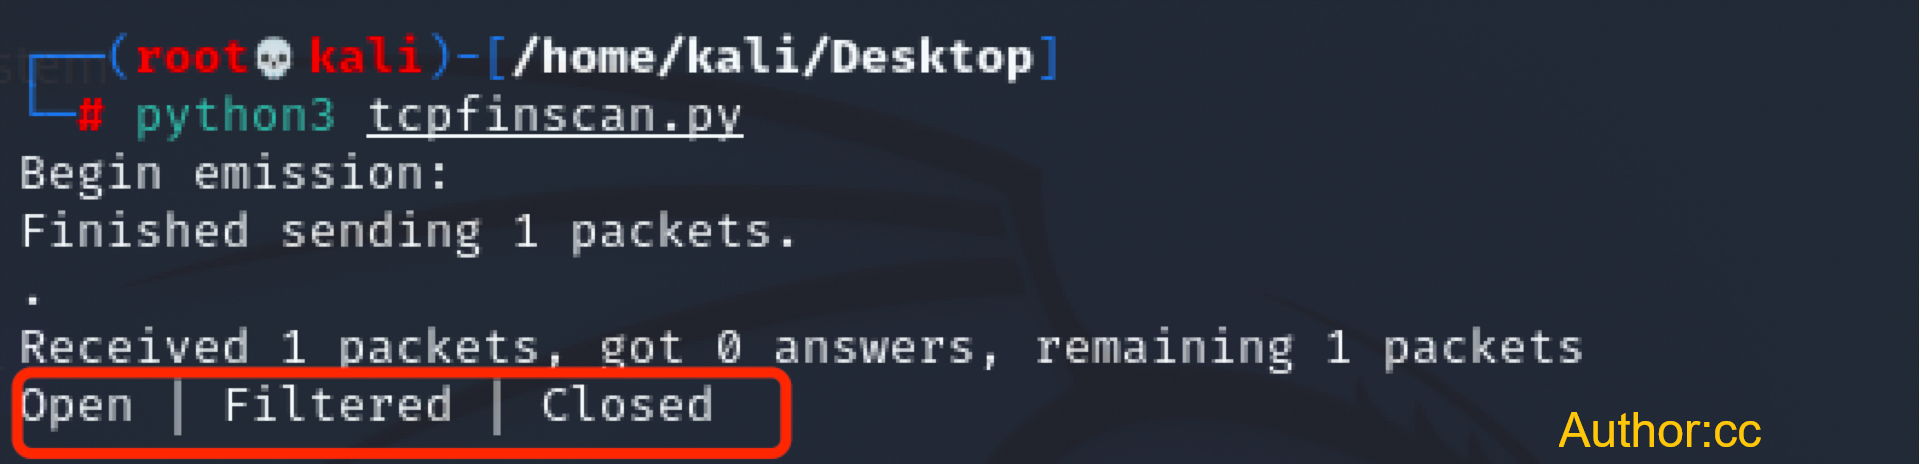 (root💀kali)-[/home/kali/Desktop]
# python3 tcpfinscan.py
Begin emission:
Finished sending 1 packets.
.
Received 1 packets, got 0 answers, remaining 1 packets
Open | Filtered | Closed
Author:cc